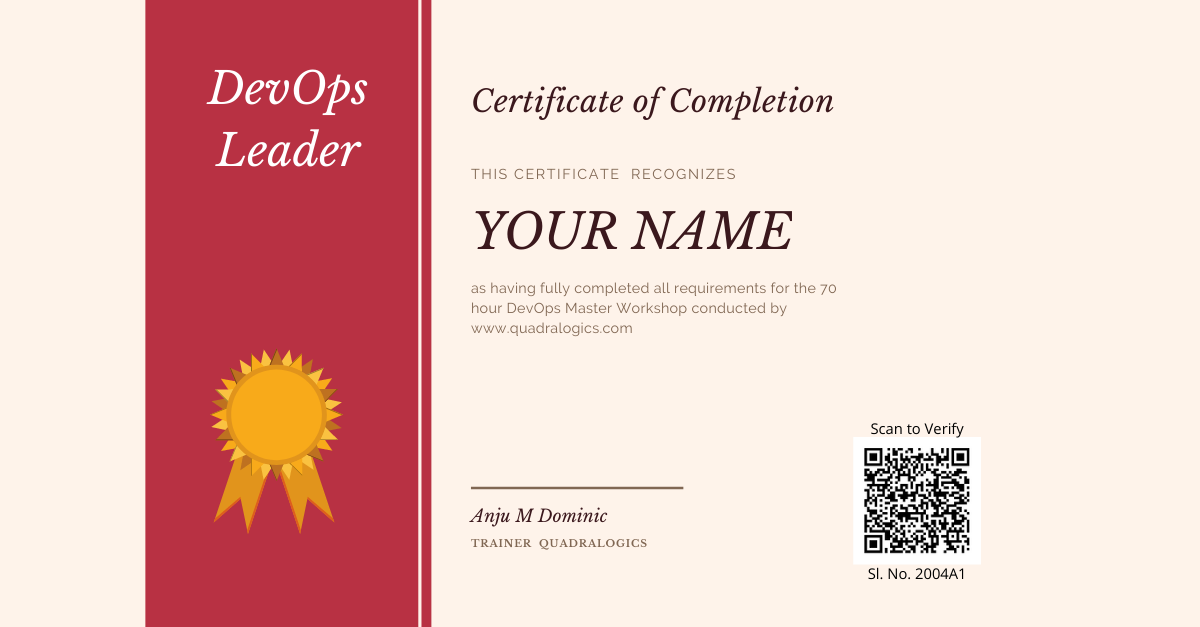 DevOps
Leader
Certificate of Completion
THIS CERTIFICATE RECOGNIZES
YOUR NAME
as having fully completed all requirements for the 70
hour DevOps Master Workshop conducted by
www.quadralogics.com
Anju M Dominic
TRAINER QUADRALOGICS
Scan to Verify
Sl. No. 2004A1